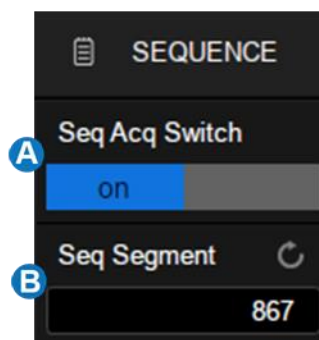 SEQUENCE
Seq Acq Switch
A
on
Seq Segment
B
867